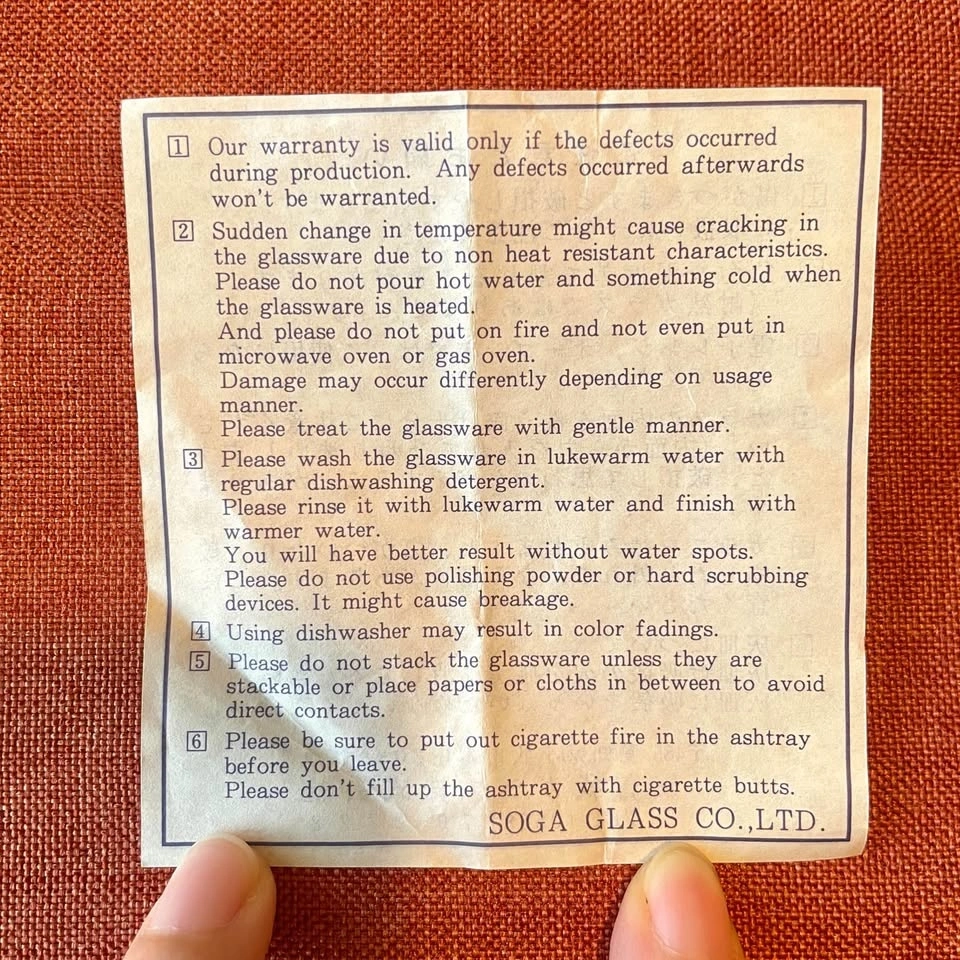 1 Our warranty is valid only if the defects occurred
during production. Any defects occurred afterwards
won't be warranted.
2 Sudden change in temperature might cause cracking in
the glassware due to non heat resistant characteristics.
Please do not pour hot water and something cold when
the glassware is heated.
And please do not put on fire and not even put in
microwave oven or gas oven.
Damage may occur differently depending on usage
manner.
Please treat the glassware with gentle manner.
3 Please wash the glassware in lukewarm water with
regular dishwashing detergent.
Please rinse it with lukewarm water and finish with
warmer water.
You will have better result without water spots.
Please do not use polishing powder or hard scrubbing
devices. It might cause breakage.
4 Using dishwasher may result in color fadings.
5 Please do not stack the glassware unless they are
stackable or place papers or cloths in between to avoid
direct contacts.
6 Please be sure to put out cigarette fire in the ashtray
before you leave.
Please don't fill up the ashtray with cigarette butts.
SOGA GLASS CO.,LTD.